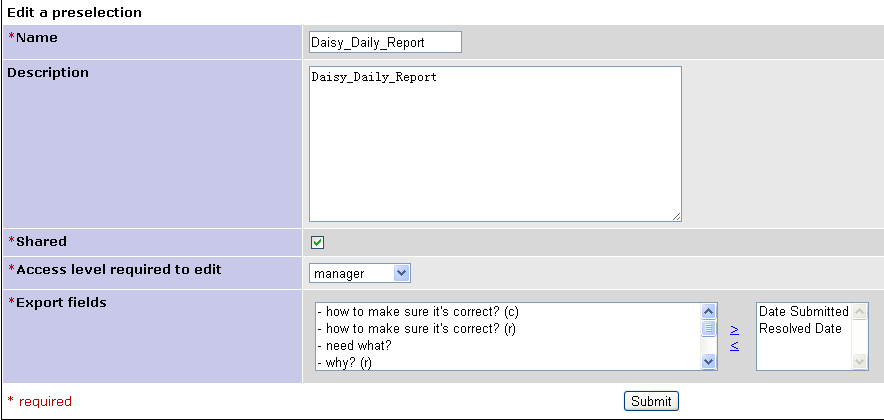 Edit a preselection
*Name
Daisy_Daily_Report
Description
Daisy_Daily_Report
*Shared
*Access level required to edit
manager
*Export fields
- how to make sure it's correct? (c)
- how to make sure it's correct? (r)
- need what?
- why? (r)
>
<
Date Submitted
Resolved Date
* required
Submit